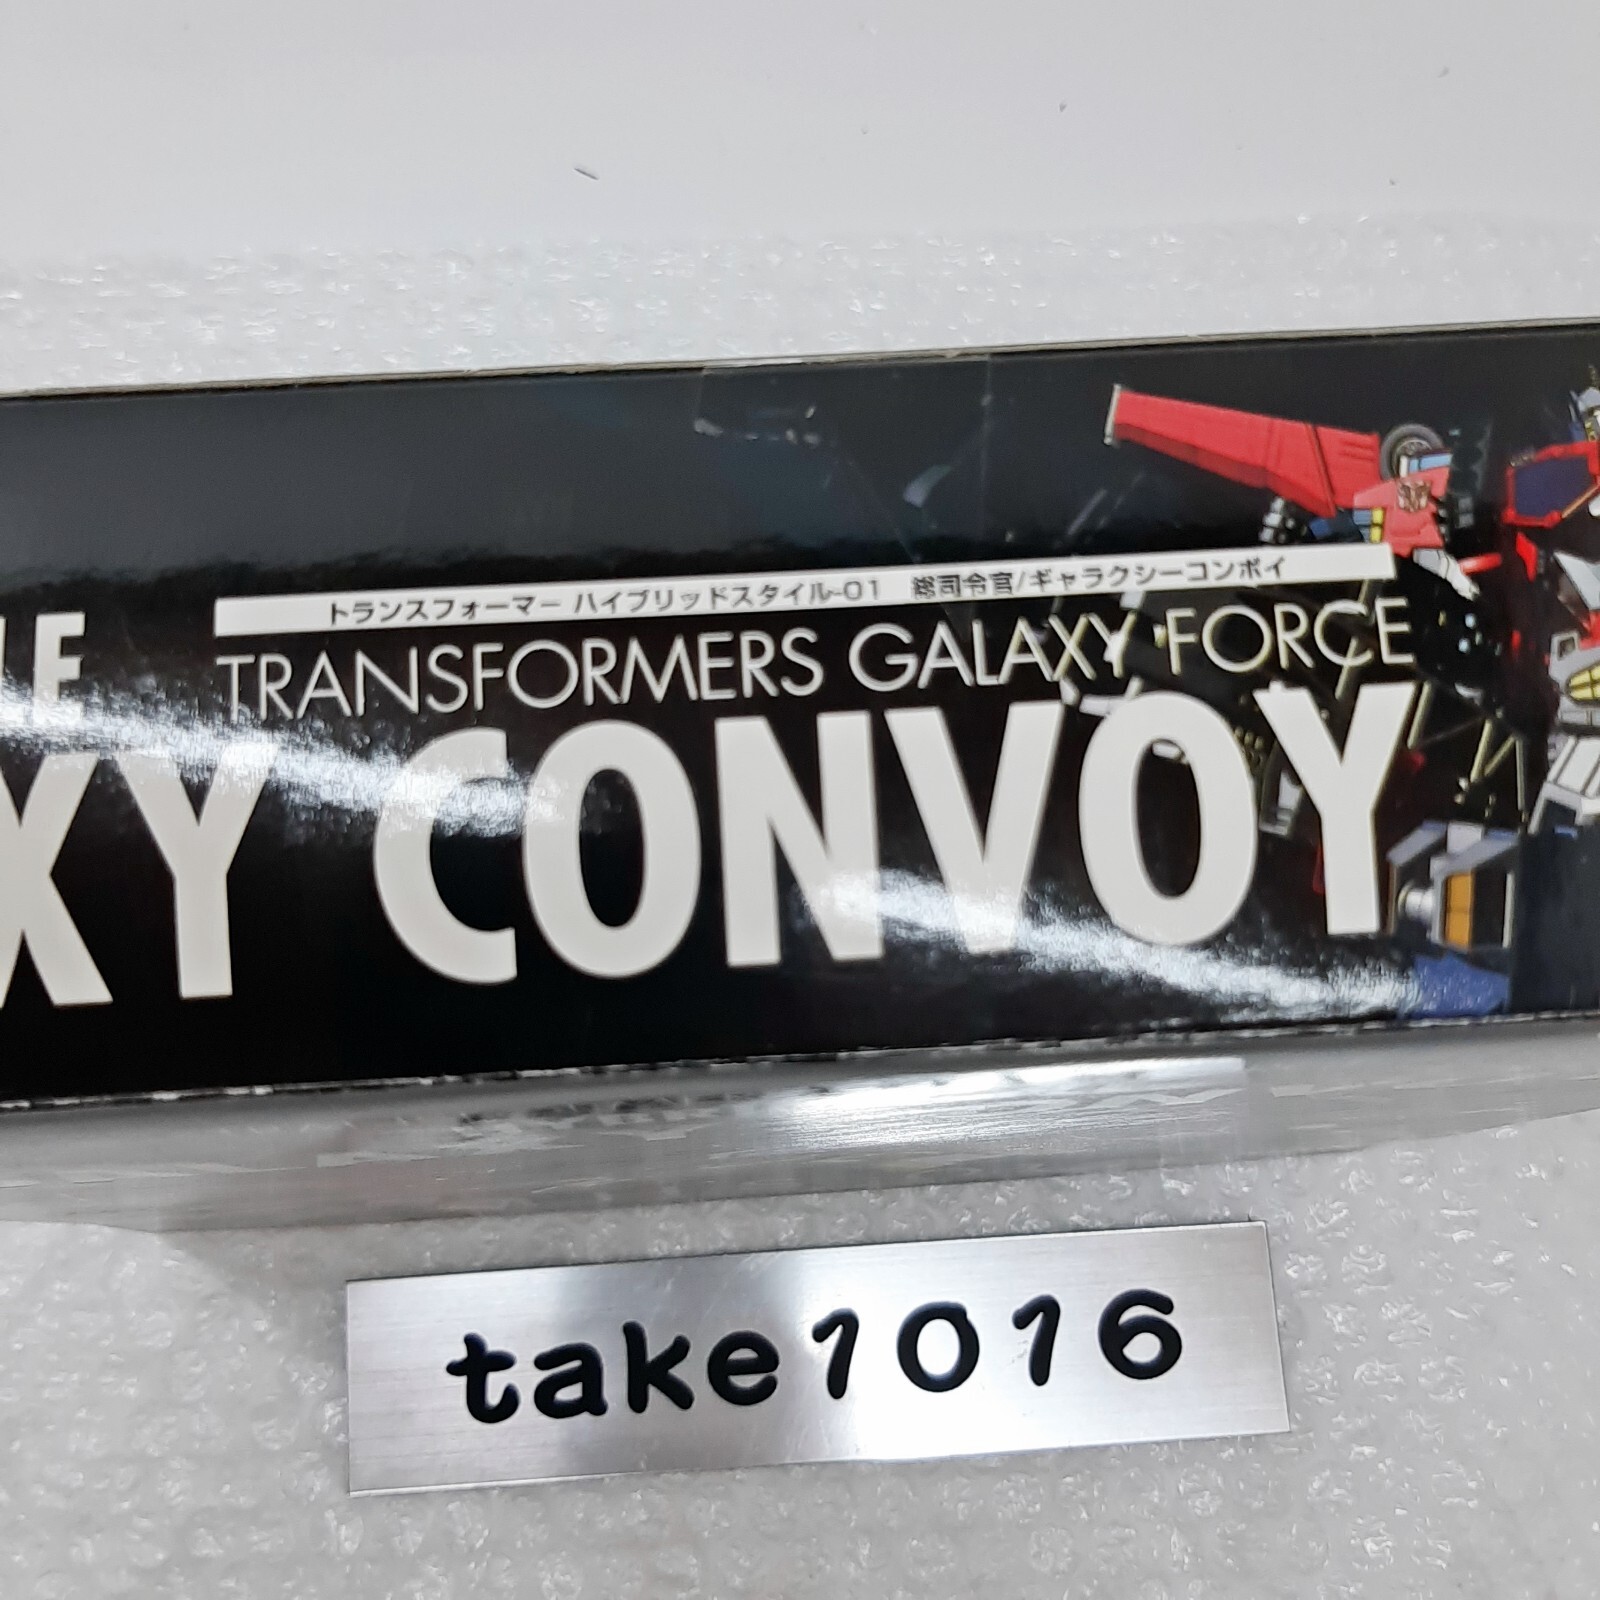 トランスフォーマー ハイブリッドスタイル-01 総司令官/ギャラクシーコンボイ
TRANSFORMERS GALAXY FORCE
XY CONVOY
take1016